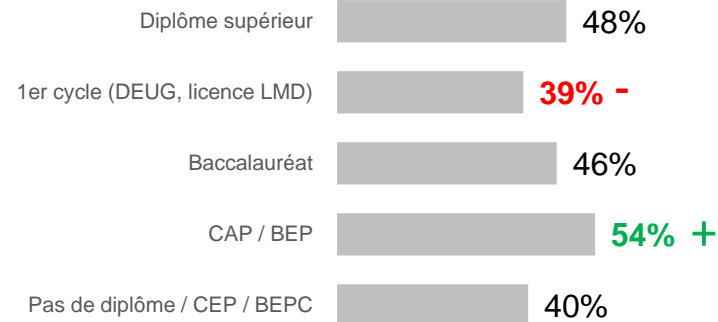 Diplôme supérieur 48%
1er cycle (DEUG, licence LMD) 39% -
Baccalauréat 46%
CAP / BEP 54% +
Pas de diplôme / CEP / BEPC 40%